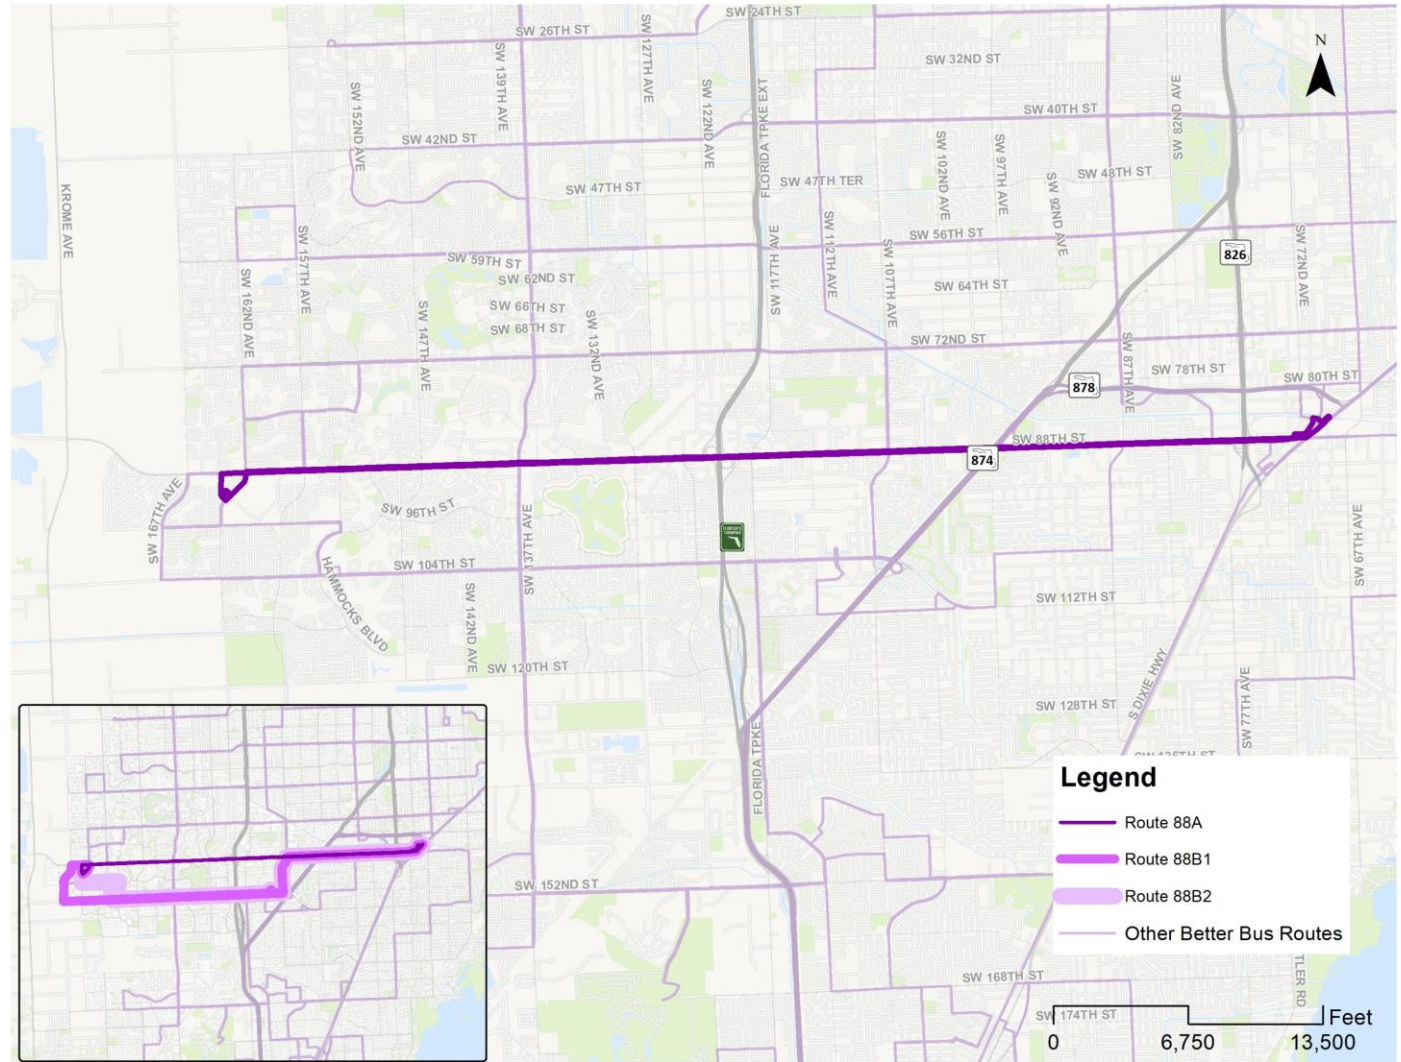 SW 24TH ST
SW 26TH ST
SW 127TH AVE
SW 139TH AVE
SW 152ND AVE
SW 122ND AVE
FLORIDA TPKE EXT
SW 32ND ST
SW 40TH ST
SW 82ND AVE
N
SW 42ND ST
SW 47TH ST
SW 47TH TER
SW 102ND AVE
SW 97TH AVE
SW 48TH ST
SW 92ND AVE
KROME AVE
SW 157TH AVE
SW 162ND AVE
SW 59TH ST
SW 62ND ST
SW 66TH ST
SW 68TH ST
SW 147TH AVE
SW 132ND AVE
SW 117TH AVE
SW 112TH AVE
SW 107TH AVE
SW 56TH ST
SW 64TH ST
826
SW 72ND AVE
SW 72ND ST
SW 87TH AVE
SW 78TH ST
SW 80TH ST
878
SW 88TH ST
874
SW 167TH AVE
SW 96TH ST
SW 137TH AVE
SW 104TH ST
HAMMOCKS BLVD
SW 142ND AVE
SW 112TH ST
SW 67TH AVE
SW 120TH ST
S DIXIE HWY
SW 128TH ST
SW 77TH AVE
FLORIDA TPKE
SW 152ND ST
SW 168TH ST
SW 174TH ST
TLER RD
Legend
Route 88A
Route 88B1
Route 88B2
Other Better Bus Routes
Feet
0 6,750 13,500